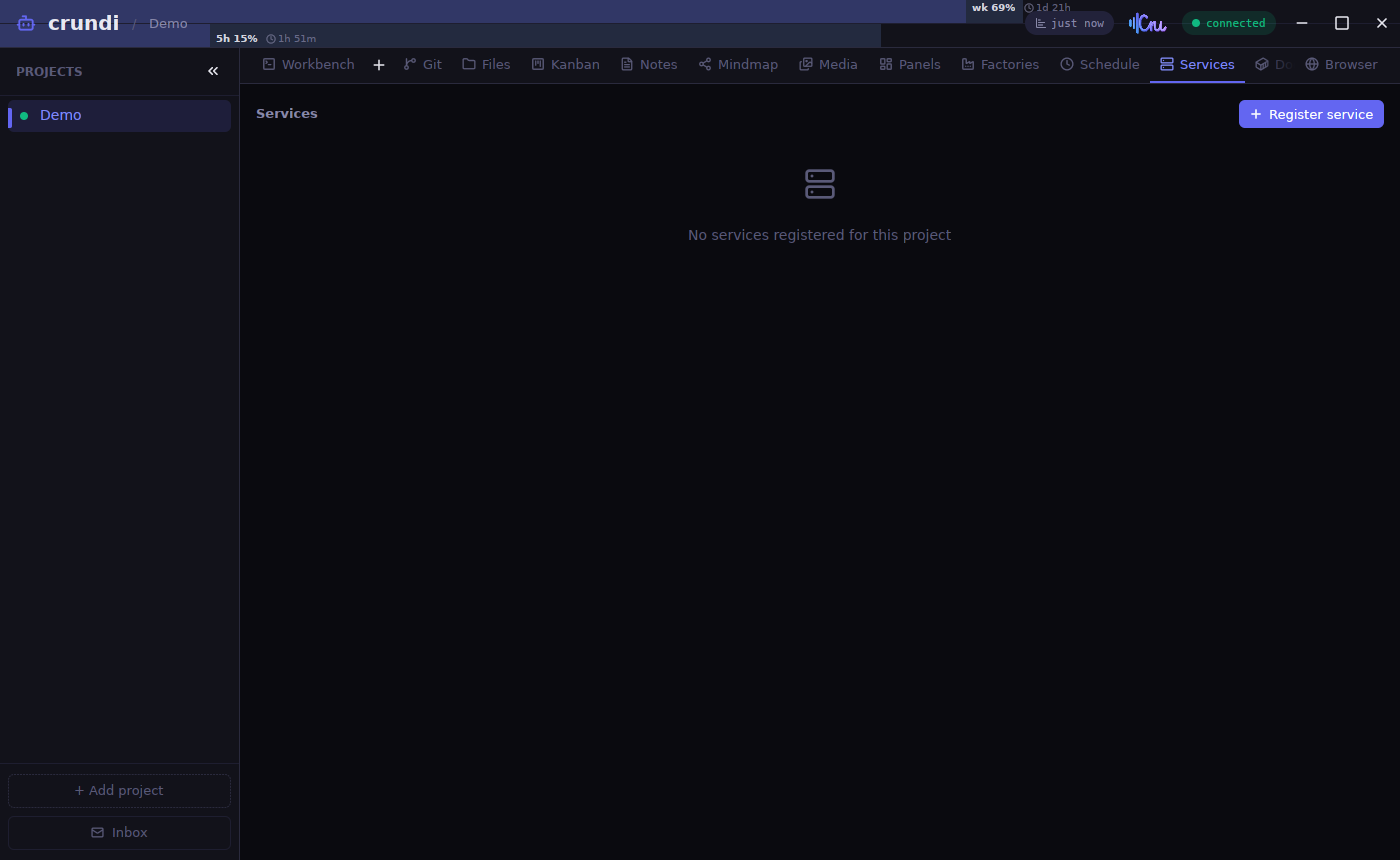 crundi / Demo
wk 69% 1d 21h
5h 15% 1h 51m
just now
Cru
connected
PROJECTS
Demo
+ Add project
Inbox
Workbench + Git Files Kanban Notes Mindmap Media Panels Factories Schedule Services Do Browser
Services
+ Register service
No services registered for this project